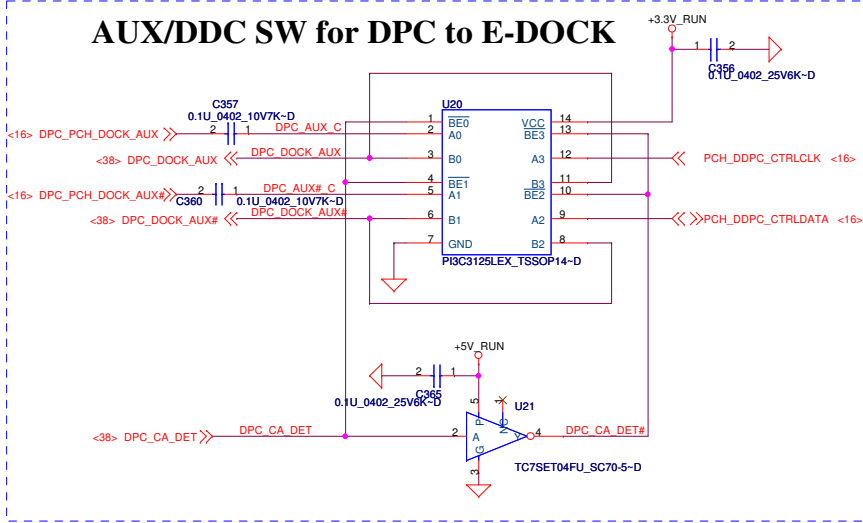 AUX/DDC SW for DPC to E-DOCK
+3.3V_RUN
1 2
C356
0.1U_0402_25V6K~D
C357
0.1U_0402_10V7K~D
U20
<16> DPC_PCH_DOCK_AUX 2 1 DPC_AUX_C
<38> DPC_DOCK_AUX DPC_DOCK_AUX
<16> DPC_PCH_DOCK_AUX# 2 1 DPC_AUX#_C
C360 0.1U_0402_10V7K~D
<38> DPC_DOCK_AUX# DPC_DOCK_AUX#
1 BE0 VCC 14
2 A0 BE3 13
3 B0 A3 12 PCH_DDPC_CTRLCLK <16>
4 BE1 B3 11
5 A1 BE2 10
6 B1 A2 9 PCH_DDPC_CTRLDATA <16>
7 GND B2 8
PI3C3125LEX_TSSOP14~D
+5V_RUN
2 1
C365
0.1U_0402_25V6K~D
5 1 U21
P NC
<38> DPC_CA_DET DPC_CA_DET 2 A Y 4 DPC_CA_DET#
G
3
TC7SET04FU_SC70-5~D